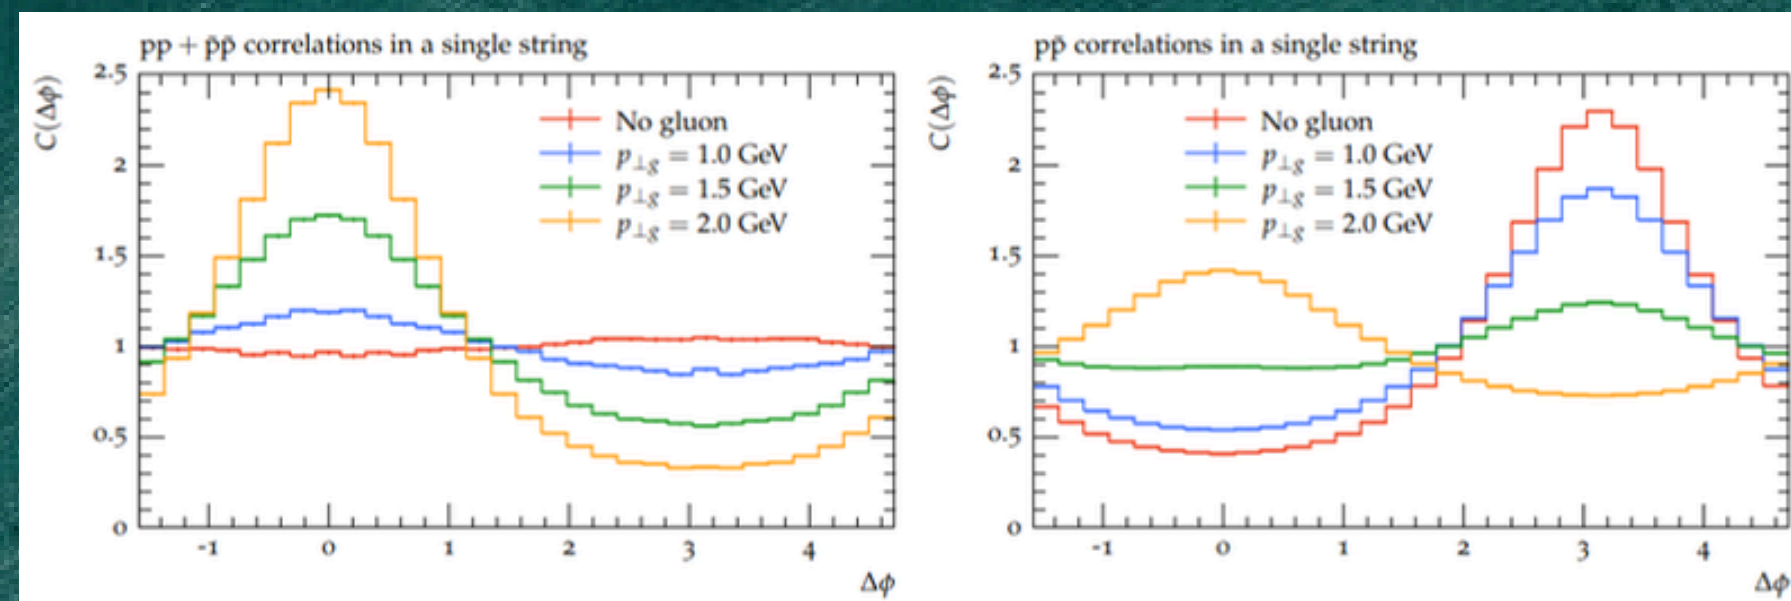 pp + p̄p̄ correlations in a single string
C(Δϕ)
2.5
2
1.5
1
0.5
0
No gluon
p⊥g = 1.0 GeV
p⊥g = 1.5 GeV
p⊥g = 2.0 GeV
-1 0 1 2 3 4
Δϕ
pp̄ correlations in a single string
C(Δϕ)
2.5
2
1.5
1
0.5
0
No gluon
p⊥g = 1.0 GeV
p⊥g = 1.5 GeV
p⊥g = 2.0 GeV
-1 0 1 2 3 4
Δϕ